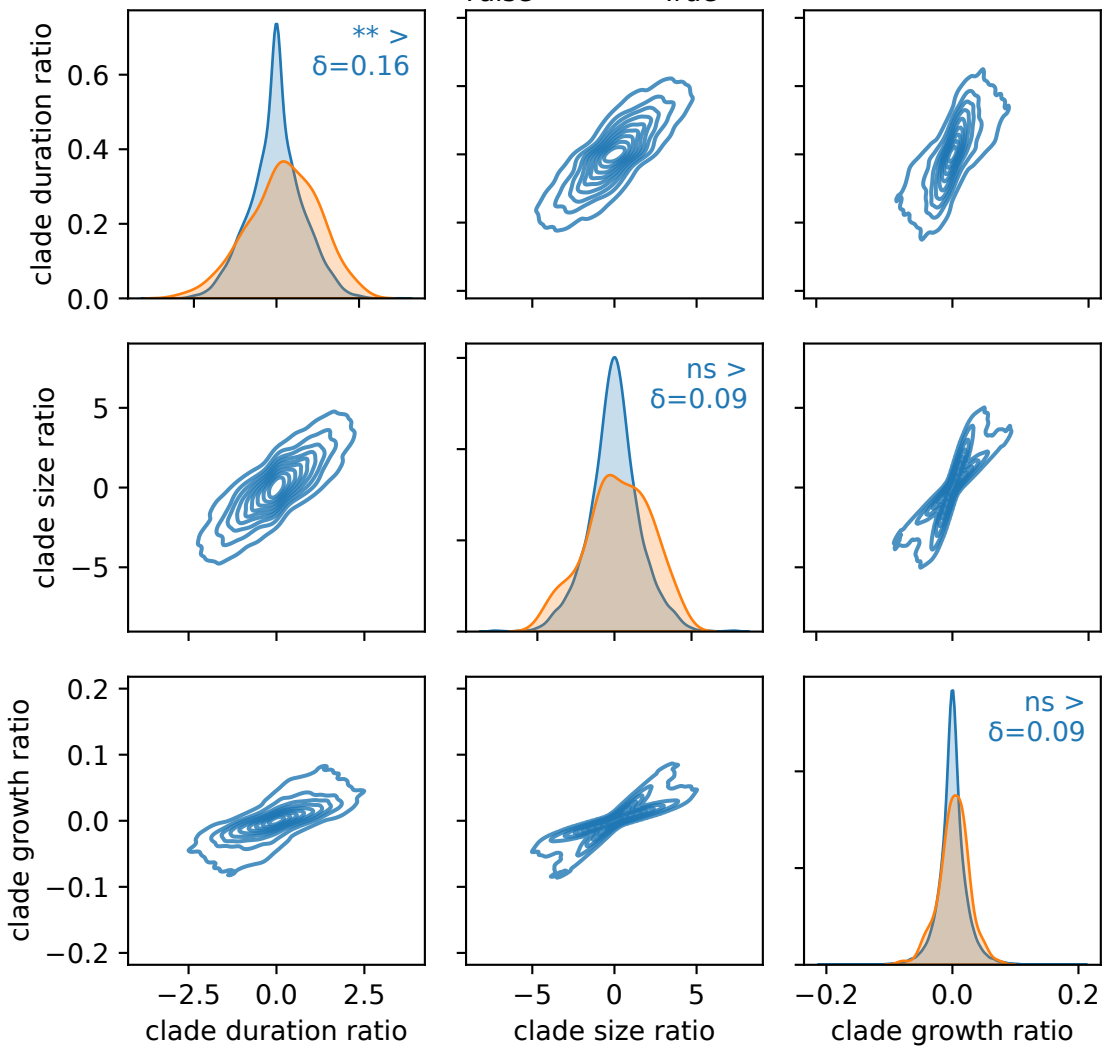 ** >
δ=0.16
clade duration ratio
0.6
0.4
0.2
0.0
ns >
δ=0.09
clade size ratio
5
0
−5
ns >
δ=0.09
clade growth ratio
0.2
0.1
0.0
−0.1
−0.2
−2.5 0.0 2.5 −5 0 5 −0.2 0.0 0.2
clade duration ratio clade size ratio clade growth ratio